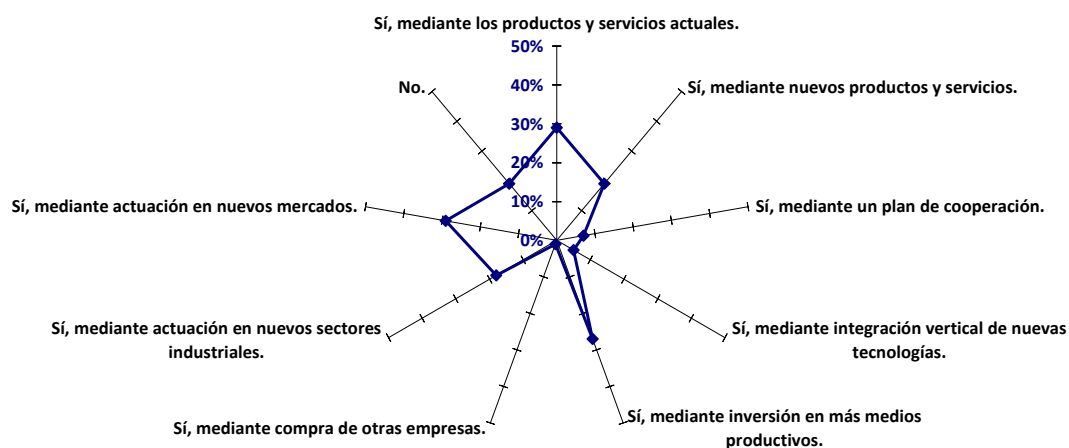 Sí, mediante los productos y servicios actuales.
50%
40%
30%
20%
10%
0%
No.
Sí, mediante nuevos productos y servicios.
Sí, mediante actuación en nuevos mercados.
Sí, mediante un plan de cooperación.
Sí, mediante actuación en nuevos sectores
industriales.
Sí, mediante integración vertical de nuevas
tecnologías.
Sí, mediante compra de otras empresas.
Sí, mediante inversión en más medios
productivos.